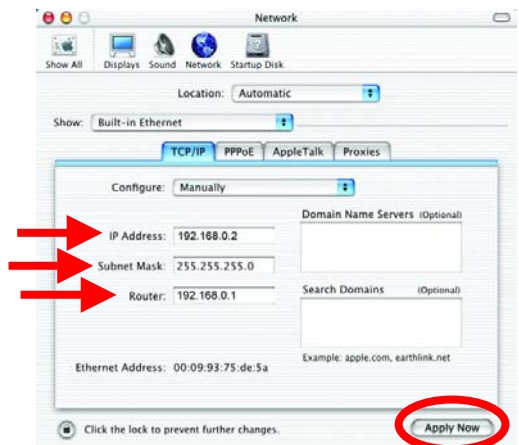 Network
Show All Displays Sound Network Startup Disk
Location: Automatic
Show: Built-in Ethernet
TCP/IP PPPoE AppleTalk Proxies
Configure: Manually
Domain Name Servers (Optional)
IP Address: 192.168.0.2
Subnet Mask: 255.255.255.0
Router: 192.168.0.1
Search Domains (Optional)
Example: apple.com, earthlink.net
Ethernet Address: 00:09:93:75:de:5a
Click the lock to prevent further changes.
Apply Now